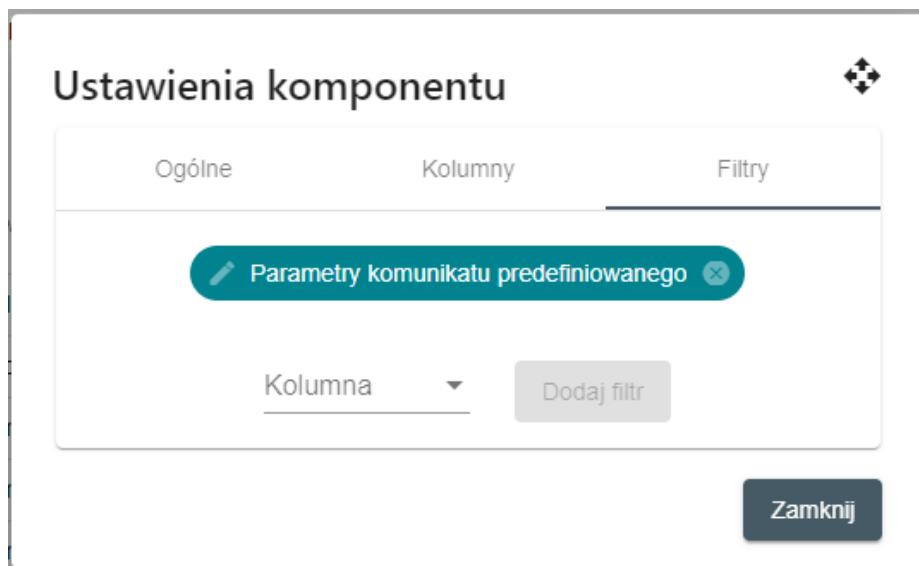 Ustawienia komponentu
Ogólne Kolumny Filtry
Parametry komunikatu predefiniowanego
Kolumna Dodaj filtr
Zamknij